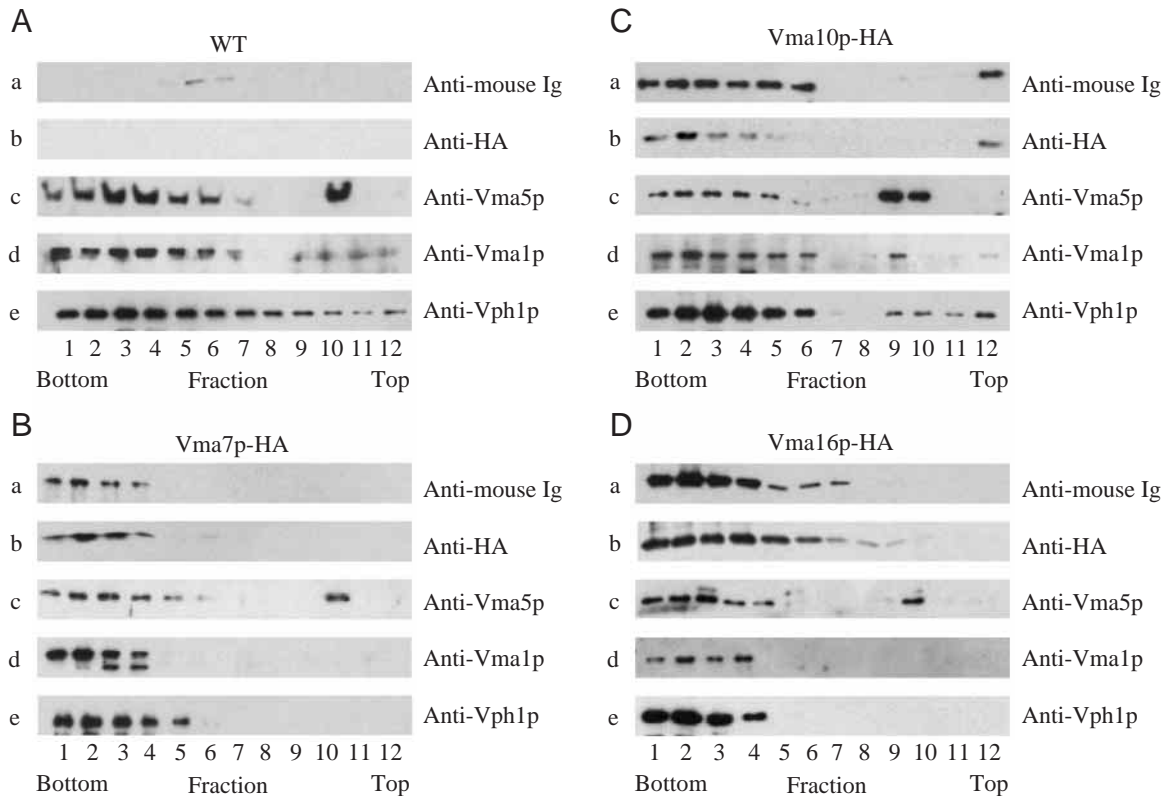 A
WT
a Anti-mouse Ig
b Anti-HA
c Anti-Vma5p
d Anti-Vma1p
e Anti-Vph1p
1 2 3 4 5 6 7 8 9 10 11 12
Bottom Fraction Top
B
Vma7p-HA
a Anti-mouse Ig
b Anti-HA
c Anti-Vma5p
d Anti-Vma1p
e Anti-Vph1p
1 2 3 4 5 6 7 8 9 10 11 12
Bottom Fraction Top
C
Vma10p-HA
a Anti-mouse Ig
b Anti-HA
c Anti-Vma5p
d Anti-Vma1p
e Anti-Vph1p
1 2 3 4 5 6 7 8 9 10 11 12
Bottom Fraction Top
D
Vma16p-HA
a Anti-mouse Ig
b Anti-HA
c Anti-Vma5p
d Anti-Vma1p
e Anti-Vph1p
1 2 3 4 5 6 7 8 9 10 11 12
Bottom Fraction Top